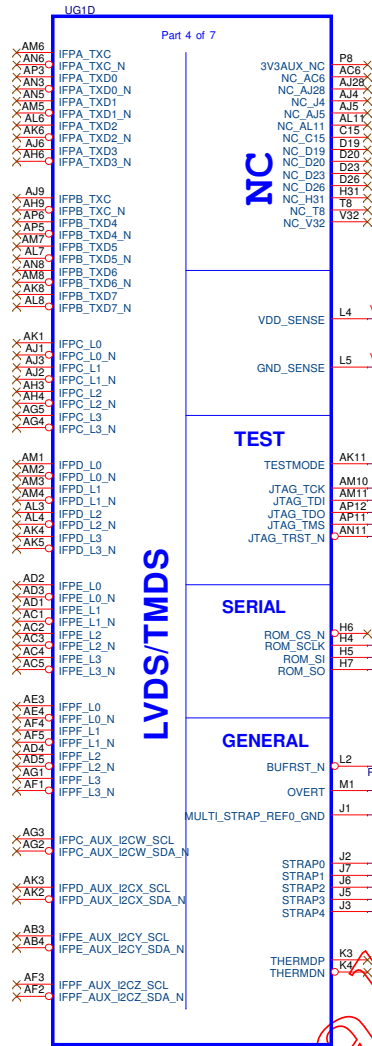 UG1D
Part 4 of 7
AM6 IFPA_TXC
AN6 IFPA_TXC_N
AP3 IFPA_TXD0
AN3 IFPA_TXD0_N
AN5 IFPA_TXD1
AM5 IFPA_TXD1_N
AL6 IFPA_TXD2
AK6 IFPA_TXD2_N
AJ6 IFPA_TXD3
AH6 IFPA_TXD3_N
AJ9 IFPB_TXC
AH9 IFPB_TXC_N
AP6 IFPB_TXD4
AP5 IFPB_TXD4_N
AM7 IFPB_TXD5
AL7 IFPB_TXD5_N
AN8 IFPB_TXD6
AM8 IFPB_TXD6_N
AK8 IFPB_TXD7
AL8 IFPB_TXD7_N
AK1 IFPC_L0
AJ1 IFPC_L0_N
AJ3 IFPC_L1
AJ2 IFPC_L1_N
AH3 IFPC_L2
AH4 IFPC_L2_N
AG5 IFPC_L3
AG4 IFPC_L3_N
AM1 IFPD_L0
AM2 IFPD_L0_N
AM3 IFPD_L1
AM4 IFPD_L1_N
AL3 IFPD_L2
AL4 IFPD_L2_N
AK4 IFPD_L3
AK5 IFPD_L3_N
AD2 IFPE_L0
AD3 IFPE_L0_N
AD1 IFPE_L1
AC1 IFPE_L1_N
AC2 IFPE_L2
AC3 IFPE_L2_N
AC4 IFPE_L3
AC5 IFPE_L3_N
AE3 IFPF_L0
AE4 IFPF_L0_N
AF4 IFPF_L1
AF5 IFPF_L1_N
AD4 IFPF_L2
AD5 IFPF_L2_N
AG1 IFPF_L3
AF1 IFPF_L3_N
AG3 IFPC_AUX_I2CW_SCL
AG2 IFPC_AUX_I2CW_SDA_N
AK3 IFPD_AUX_I2CX_SCL
AK2 IFPD_AUX_I2CX_SDA_N
AB3 IFPE_AUX_I2CY_SCL
AB4 IFPE_AUX_I2CY_SDA_N
AF3 IFPF_AUX_I2CZ_SCL
AF2 IFPF_AUX_I2CZ_SDA_N
LVDS/TMDS
NC
3V3AUX_NC P8
NC_AC6 AC6
NC_AJ28 AJ28
NC_J4 AJ4
NC_AJ5 AJ5
NC_AL11 AL11
NC_C15 C15
NC_D19 D19
NC_D20 D20
NC_D23 D23
NC_D26 D26
NC_H31 H31
NC_T8 T8
NC_V32 V32
VDD_SENSE L4
GND_SENSE L5
TEST
TESTMODE AK11
JTAG_TCK AM10
JTAG_TDI AM11
JTAG_TDO AP12
JTAG_TMS AP11
JTAG_TRST_N AN11
SERIAL
ROM_CS_N H6
ROM_SCLK H4
ROM_SI H5
ROM_SO H7
GENERAL
BUFRST_N L2
OVERT M1
MULTI_STRAP_REF0_GND J1
STRAP0 J2
STRAP1 J7
STRAP2 J6
STRAP3 J5
STRAP4 J3
THERMDP K3
THERMDN K4